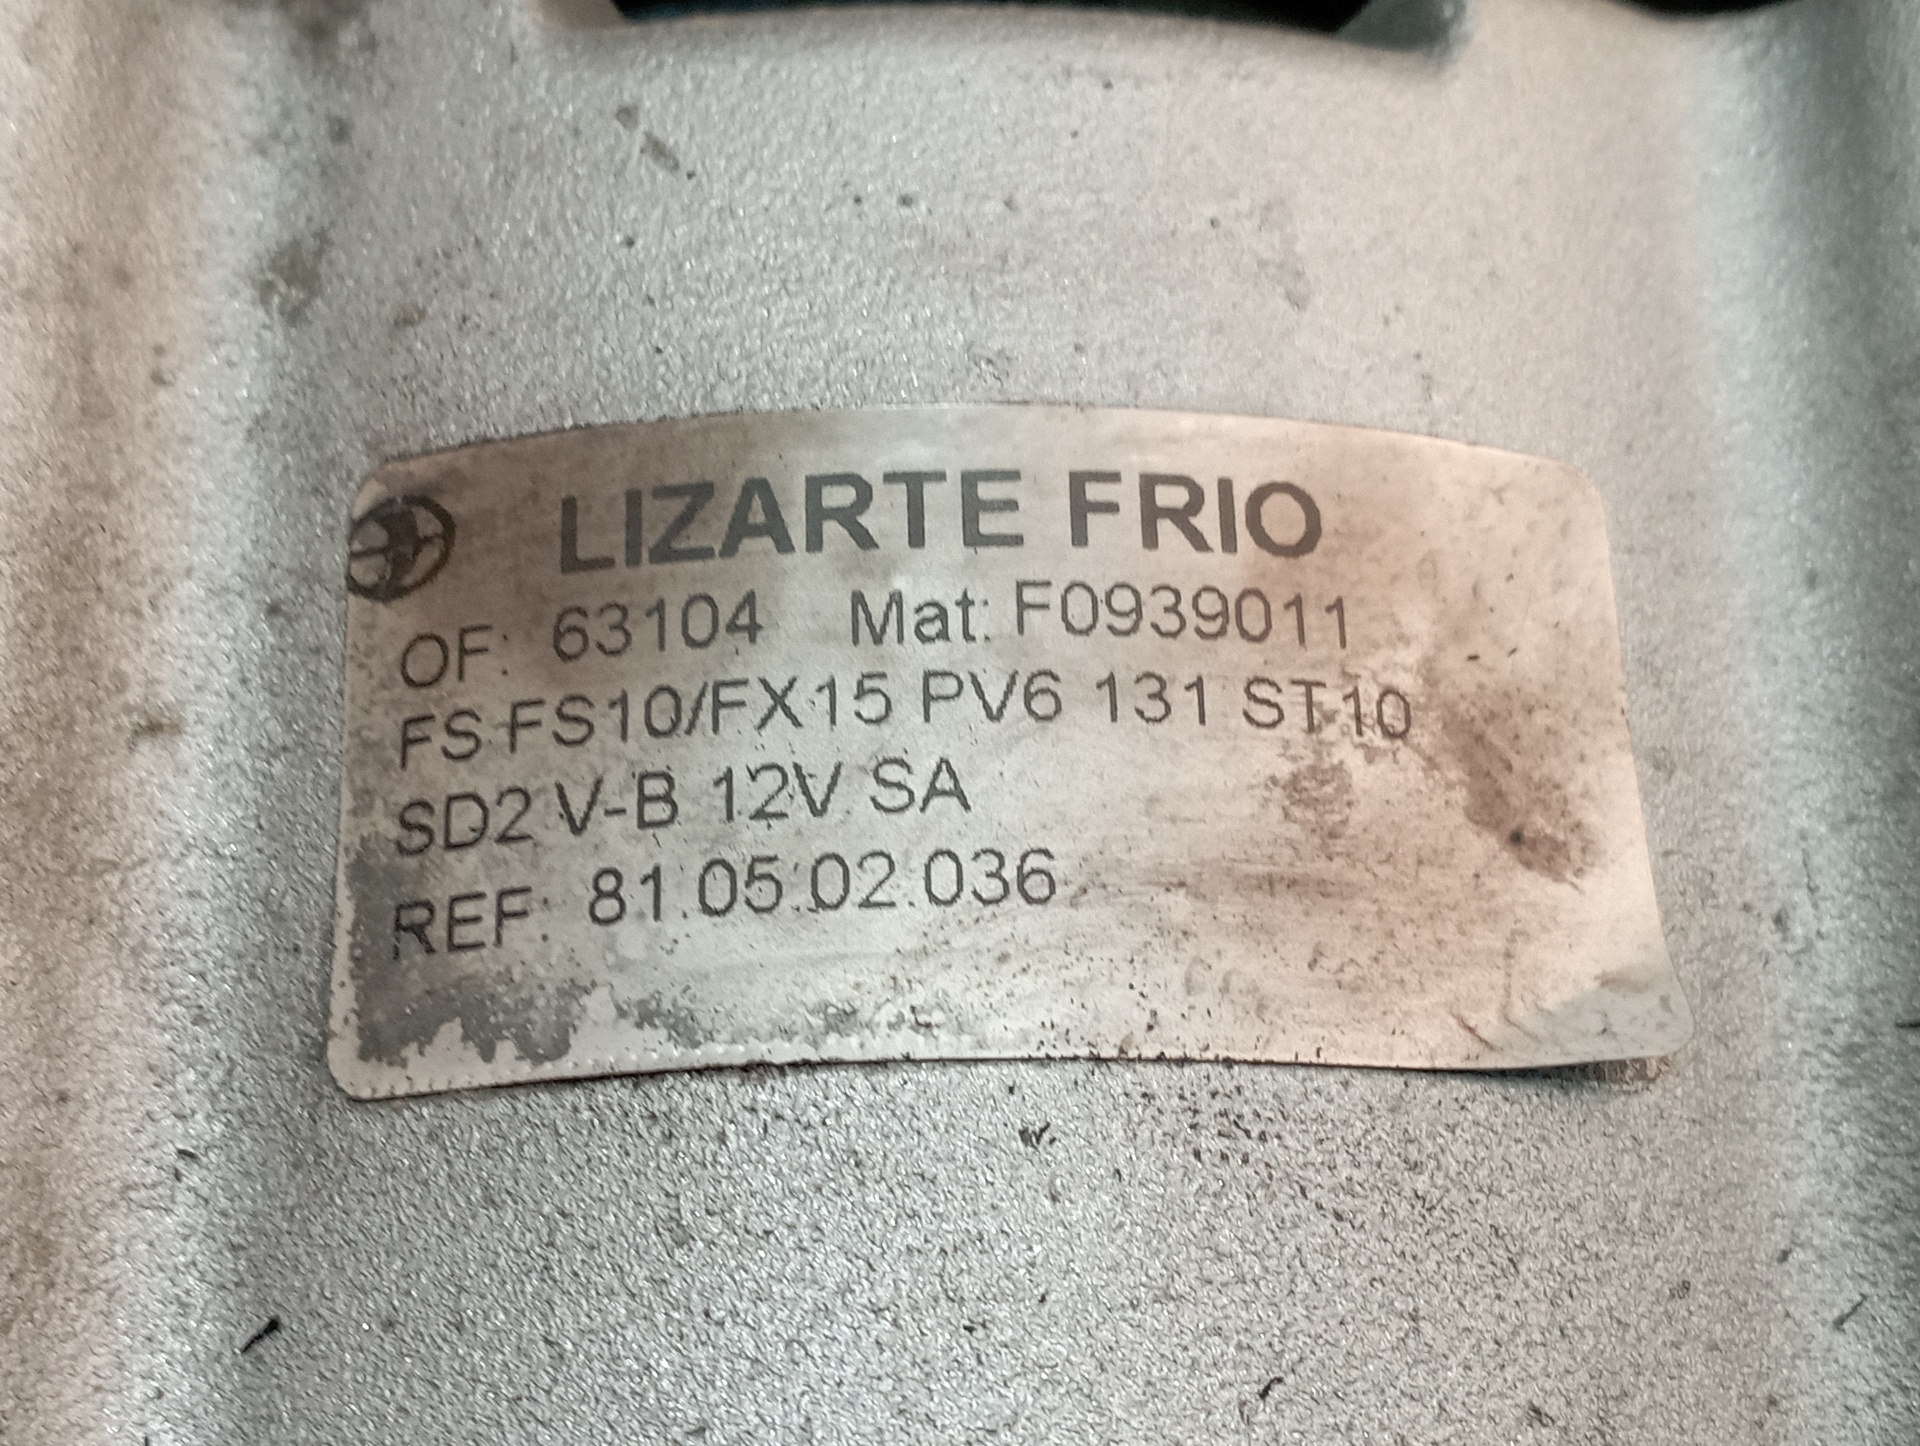 LIZARTE FRIO
OF: 63104 Mat: F0939011
FS FS10/FX15 PV6 131 ST10
SD2 V-B 12V SA
REF: 81.05.02.036